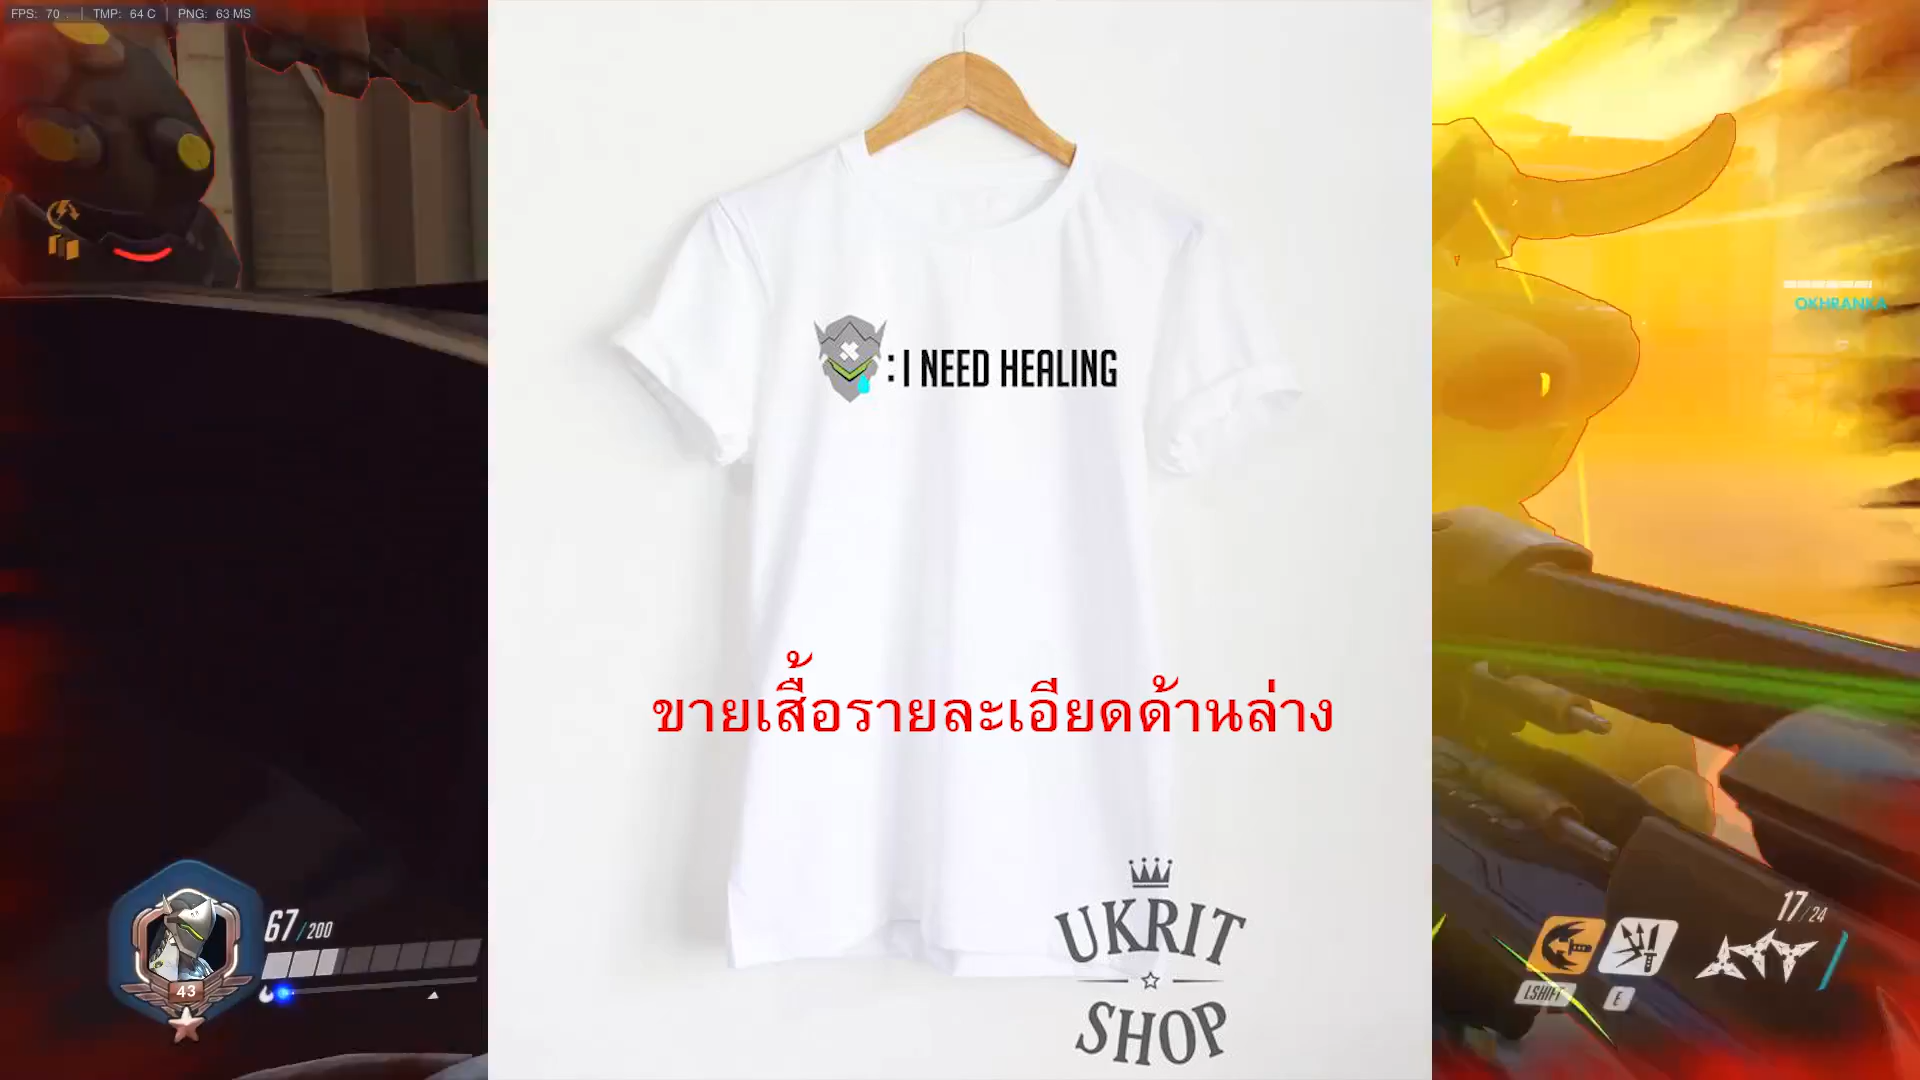 FPS: 70 | TMP: 64 C | PNG: 63 MS
: I NEED HEALING
OKHRANKA
ขายเสื้อรายละเอียดด้านล่าง
67/200
43
17/24
LSHIFT
E
UKRIT
SHOP